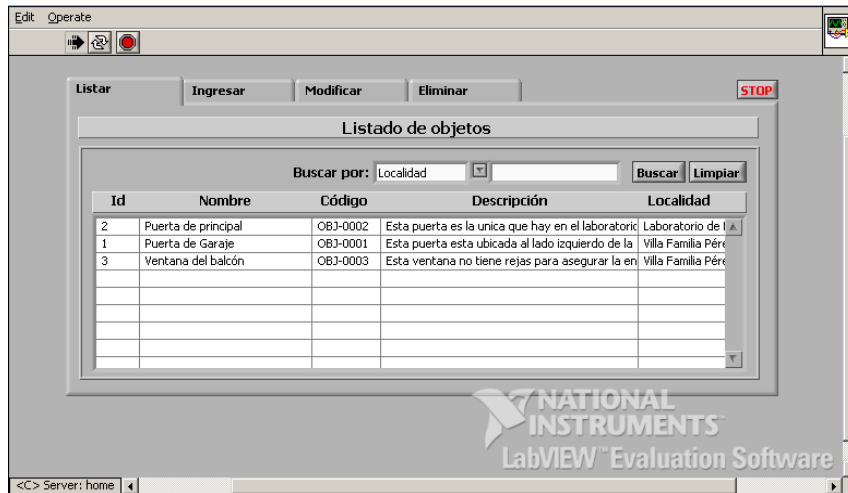 Edit Operate
Listar Ingresar Modificar Eliminar STOP
Listado de objetos
Buscar por: Localidad Buscar Limpiar
Id Nombre Código Descripción Localidad
2 Puerta de principal OBJ-0002 Esta puerta es la unica que hay en el laboratoric Laboratorio de
1 Puerta de Garaje OBJ-0001 Esta puerta esta ubicada al lado izquierdo de la Villa Familia Pére
3 Ventana del balcón OBJ-0003 Esta ventana no tiene rejas para asegurar la en Villa Familia Pére
NATIONAL
INSTRUMENTS
LabVIEW™ Evaluation Software
<C> Server: home